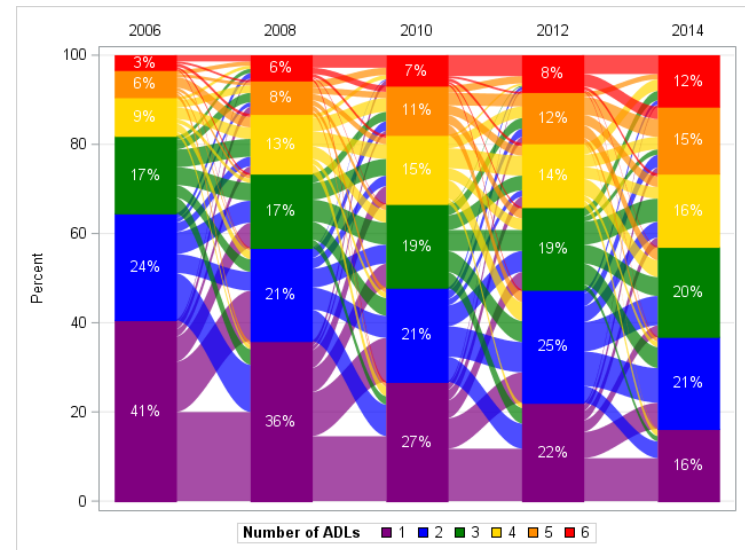 2006 2008 2010 2012 2014
100
80
60
40
20
0
Percent
3% 6% 7% 8% 12%
6% 8% 11% 12% 15%
9% 13% 15% 14% 16%
17% 17% 19% 19% 20%
24% 21% 21% 25% 21%
41% 36% 27% 22% 16%
Number of ADLs 1 2 3 4 5 6